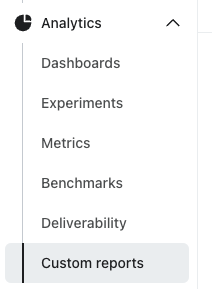 Analytics
Dashboards
Experiments
Metrics
Benchmarks
Deliverability
Custom reports